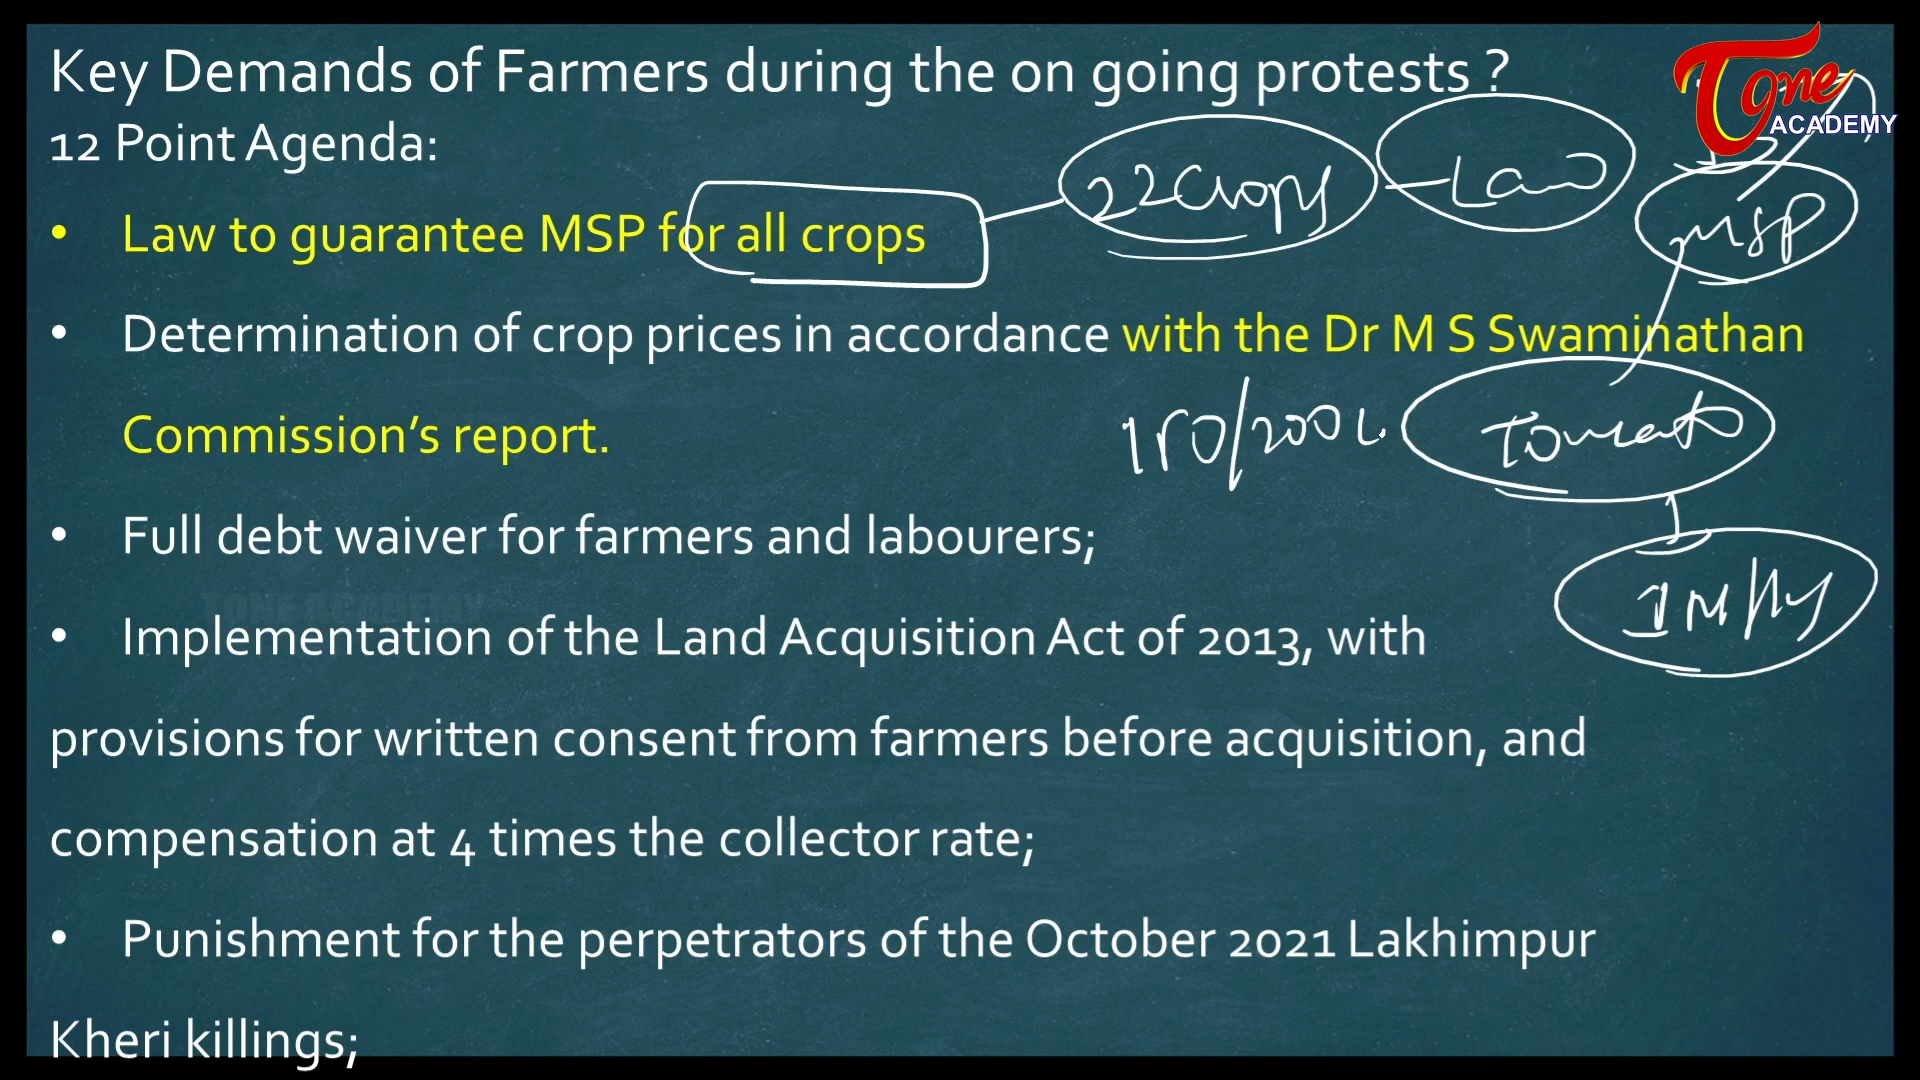 Key Demands of Farmers during the on going protests ?
Tone
ACADEMY
12 Point Agenda:
22 Crops
Law
MSP
• Law to guarantee MSP for all crops
• Determination of crop prices in accordance with the Dr M S Swaminathan
Commission’s report.
Tomato
• Full debt waiver for farmers and labourers;
TONE ACADEMY
• Implementation of the Land Acquisition Act of 2013, with
provisions for written consent from farmers before acquisition, and
compensation at 4 times the collector rate;
• Punishment for the perpetrators of the October 2021 Lakhimpur
Kheri killings;